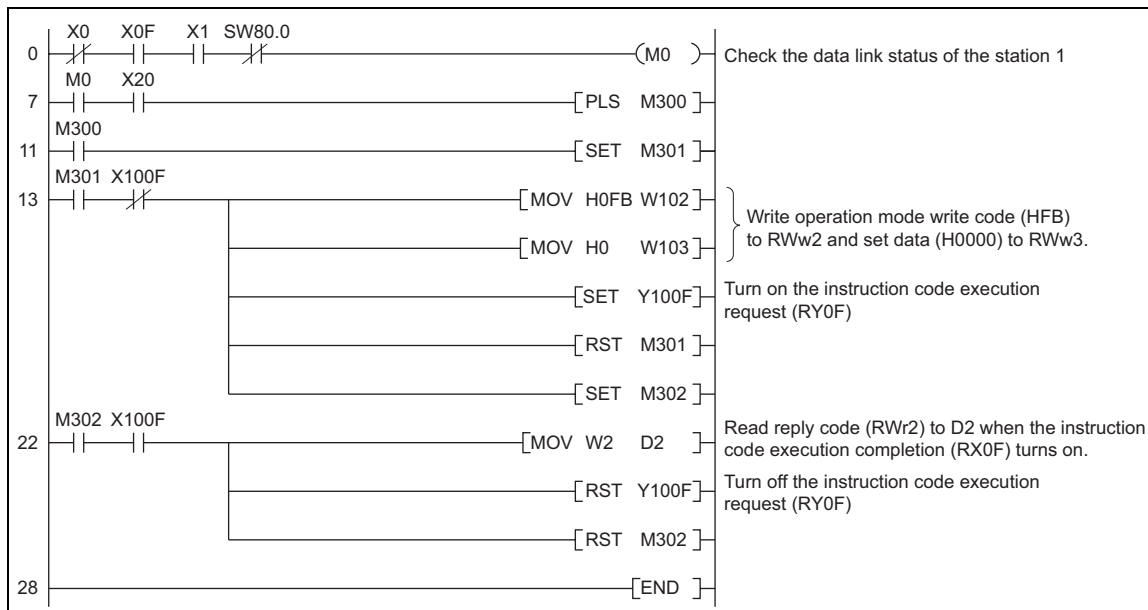 X0 X0F X1 SW80.0
0 (M0 ) Check the data link status of the station 1
M0 X20
7 [PLS M300 ]
M300
11 [SET M301 ]
M301 X100F
13 [MOV H0FB W102 ]
Write operation mode write code (HFB)
to RWw2 and set data (H0000) to RWw3.
[MOV H0 W103 ]
[SET Y100F ] Turn on the instruction code execution
request (RY0F)
[RST M301 ]
[SET M302 ]
M302 X100F
22 [MOV W2 D2 ] Read reply code (RWr2) to D2 when the instruction
code execution completion (RX0F) turns on.
[RST Y100F ] Turn off the instruction code execution
request (RY0F)
[RST M302 ]
28 [END ]